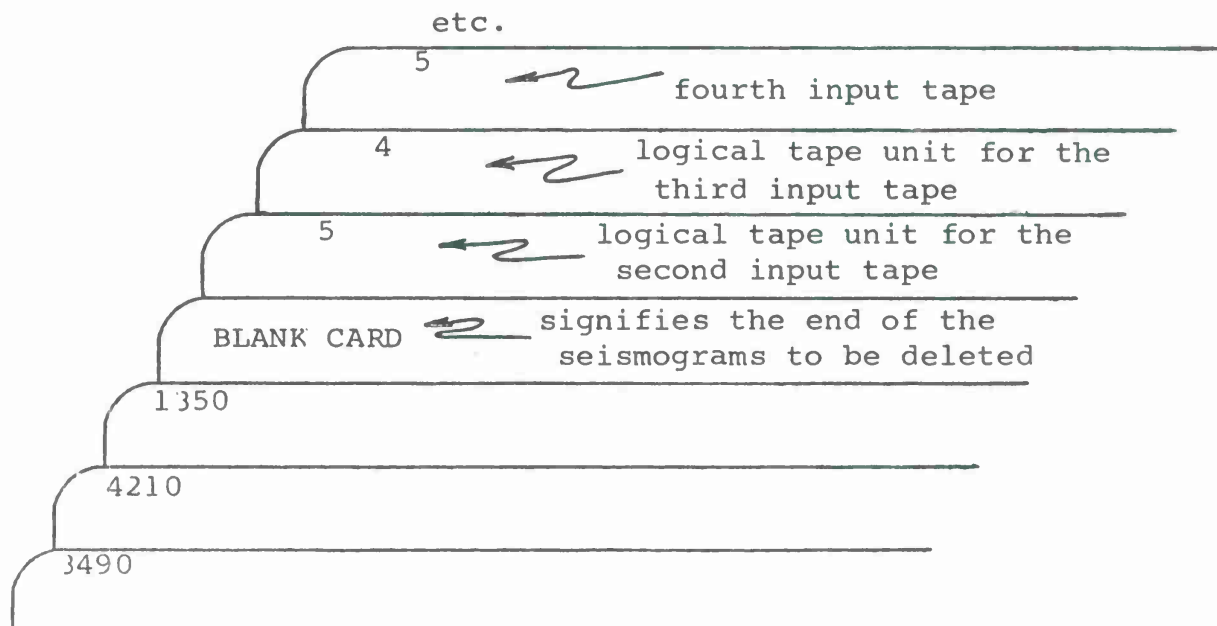 etc.
5
fourth input tape
4
logical tape unit for the
third input tape
5
logical tape unit for the
second input tape
BLANK CARD
signifies the end of the
seismograms to be deleted
1350
4210
3490